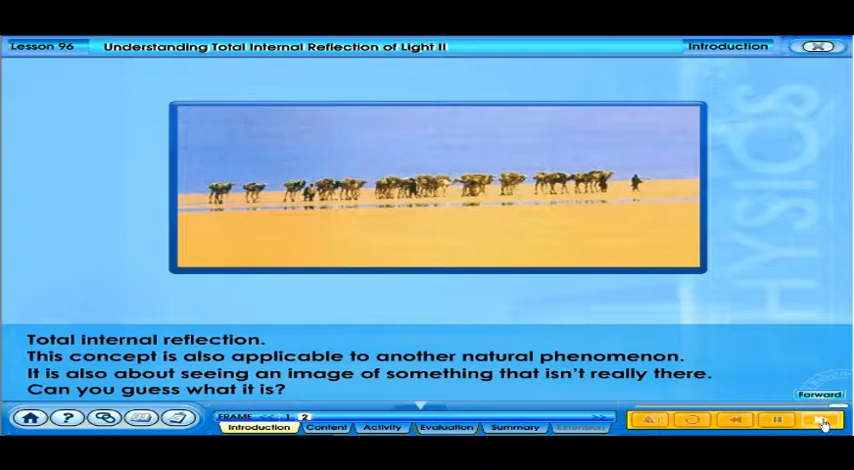 Lesson 96
Understanding Total Internal Reflection of Light II
Introduction
PHYSICS
Total internal reflection.
This concept is also applicable to another natural phenomenon.
It is also about seeing an image of something that isn't really there.
Can you guess what it is?
Forward
FRAME << 1 2 >>
Introduction Content Activity Evaluation Summary Extension